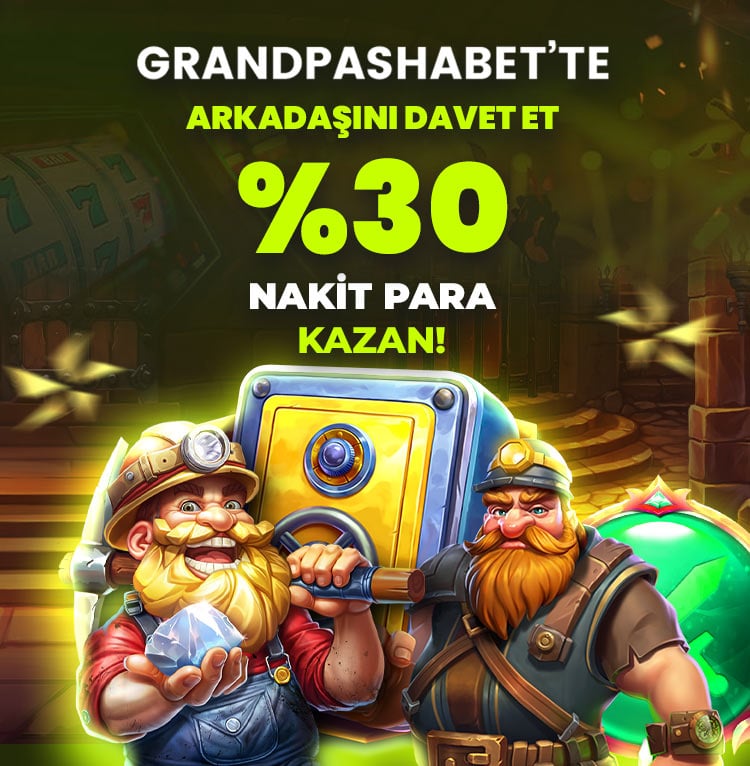 GRANDPASHABET’TE
ARKADAŞINI DAVET ET
%30
NAKİT PARA
KAZAN!